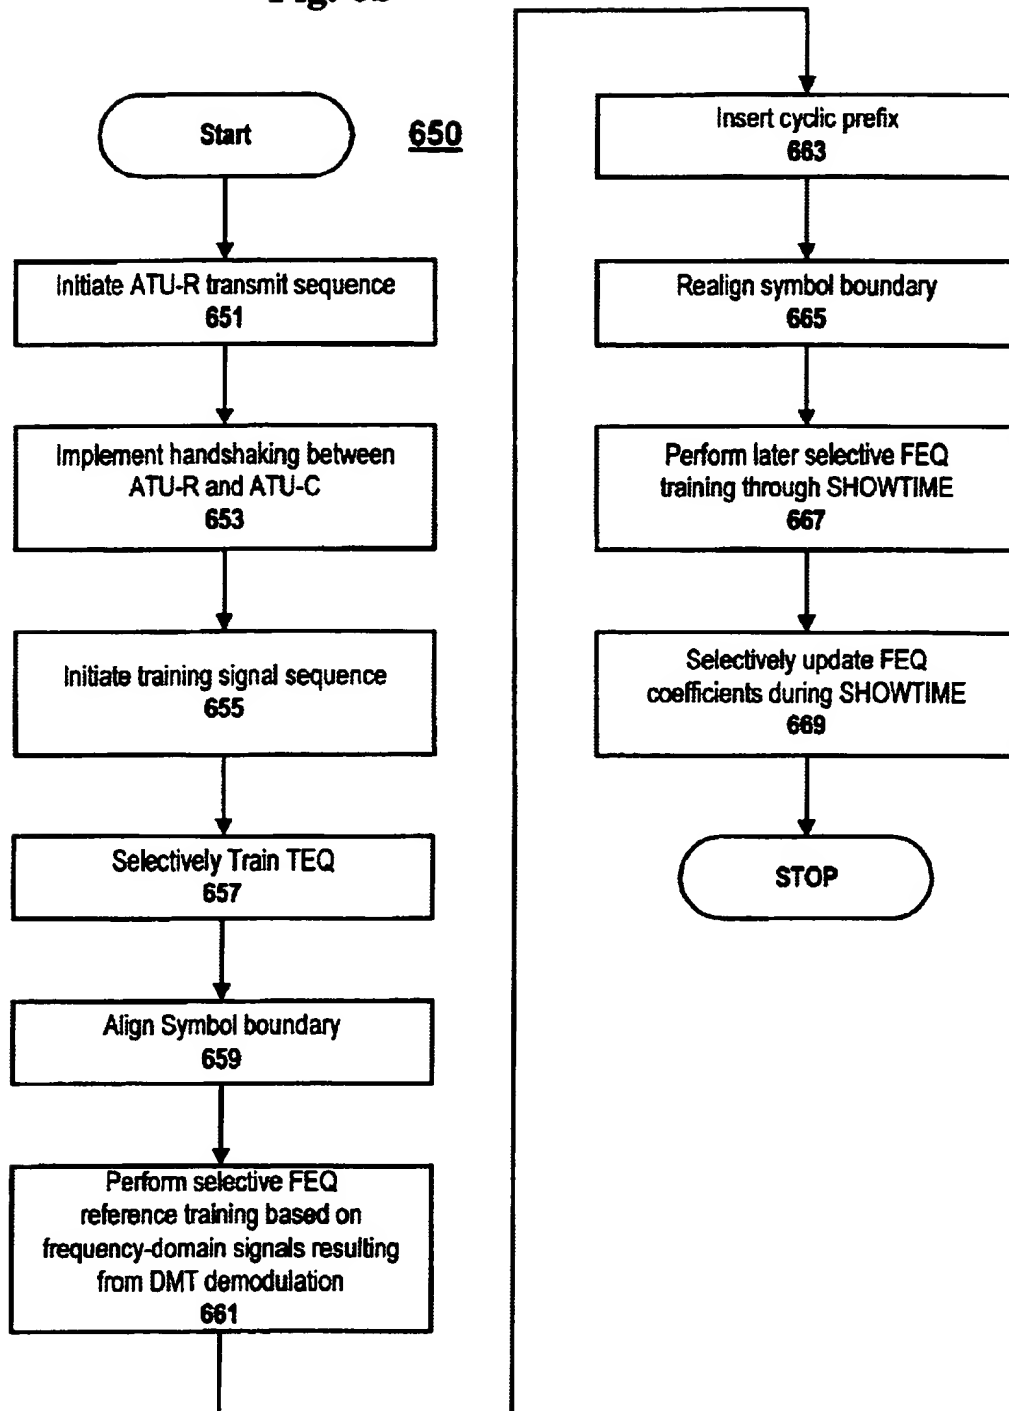 Start
650
Initiate ATU-R transmit sequence
651
Implement handshaking between
ATU-R and ATU-C
653
Initiate training signal sequence
655
Selectively Train TEQ
657
Align Symbol boundary
659
Perform selective FEQ
reference training based on
frequency-domain signals resulting
from DMT demodulation
661
Insert cyclic prefix
663
Realign symbol boundary
665
Perform later selective FEQ
training through SHOWTIME
667
Selectively update FEQ
coefficients during SHOWTIME
669
STOP